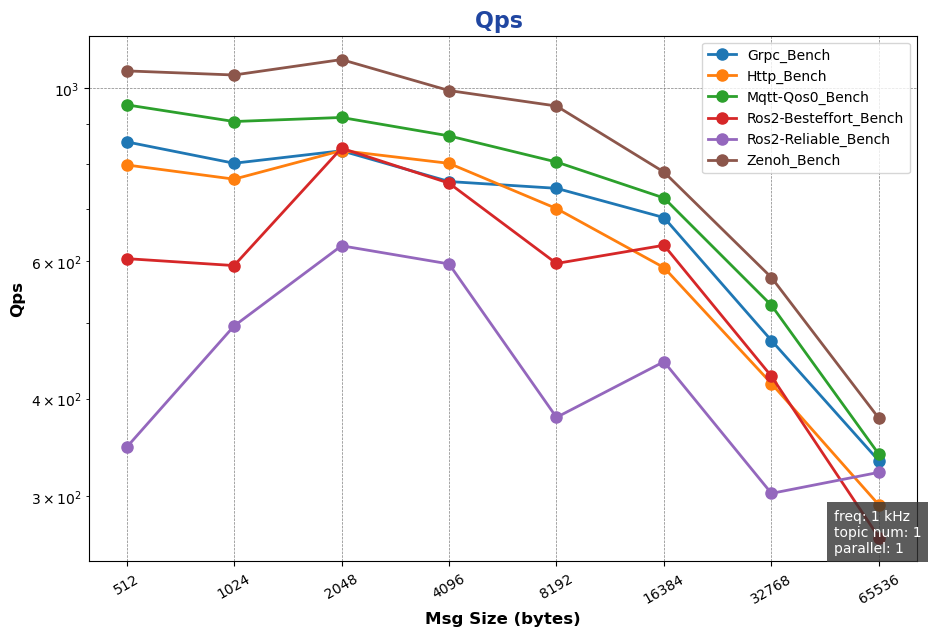 Qps
Grpc_Bench
Http_Bench
Mqtt-Qos0_Bench
Ros2-Besteffort_Bench
Ros2-Reliable_Bench
Zenoh_Bench
10³
6 × 10²
4 × 10²
3 × 10²
Qps
freq: 1 kHz
topic num: 1
parallel: 1
512 1024 2048 4096 8192 16384 32768 65536
Msg Size (bytes)